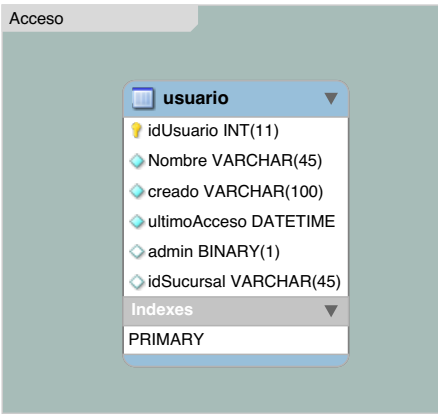 Acceso
usuario
idUsuario INT(11)
Nombre VARCHAR(45)
creado VARCHAR(100)
ultimoAcceso DATETIME
admin BINARY(1)
idSucursal VARCHAR(45)
Indexes
PRIMARY